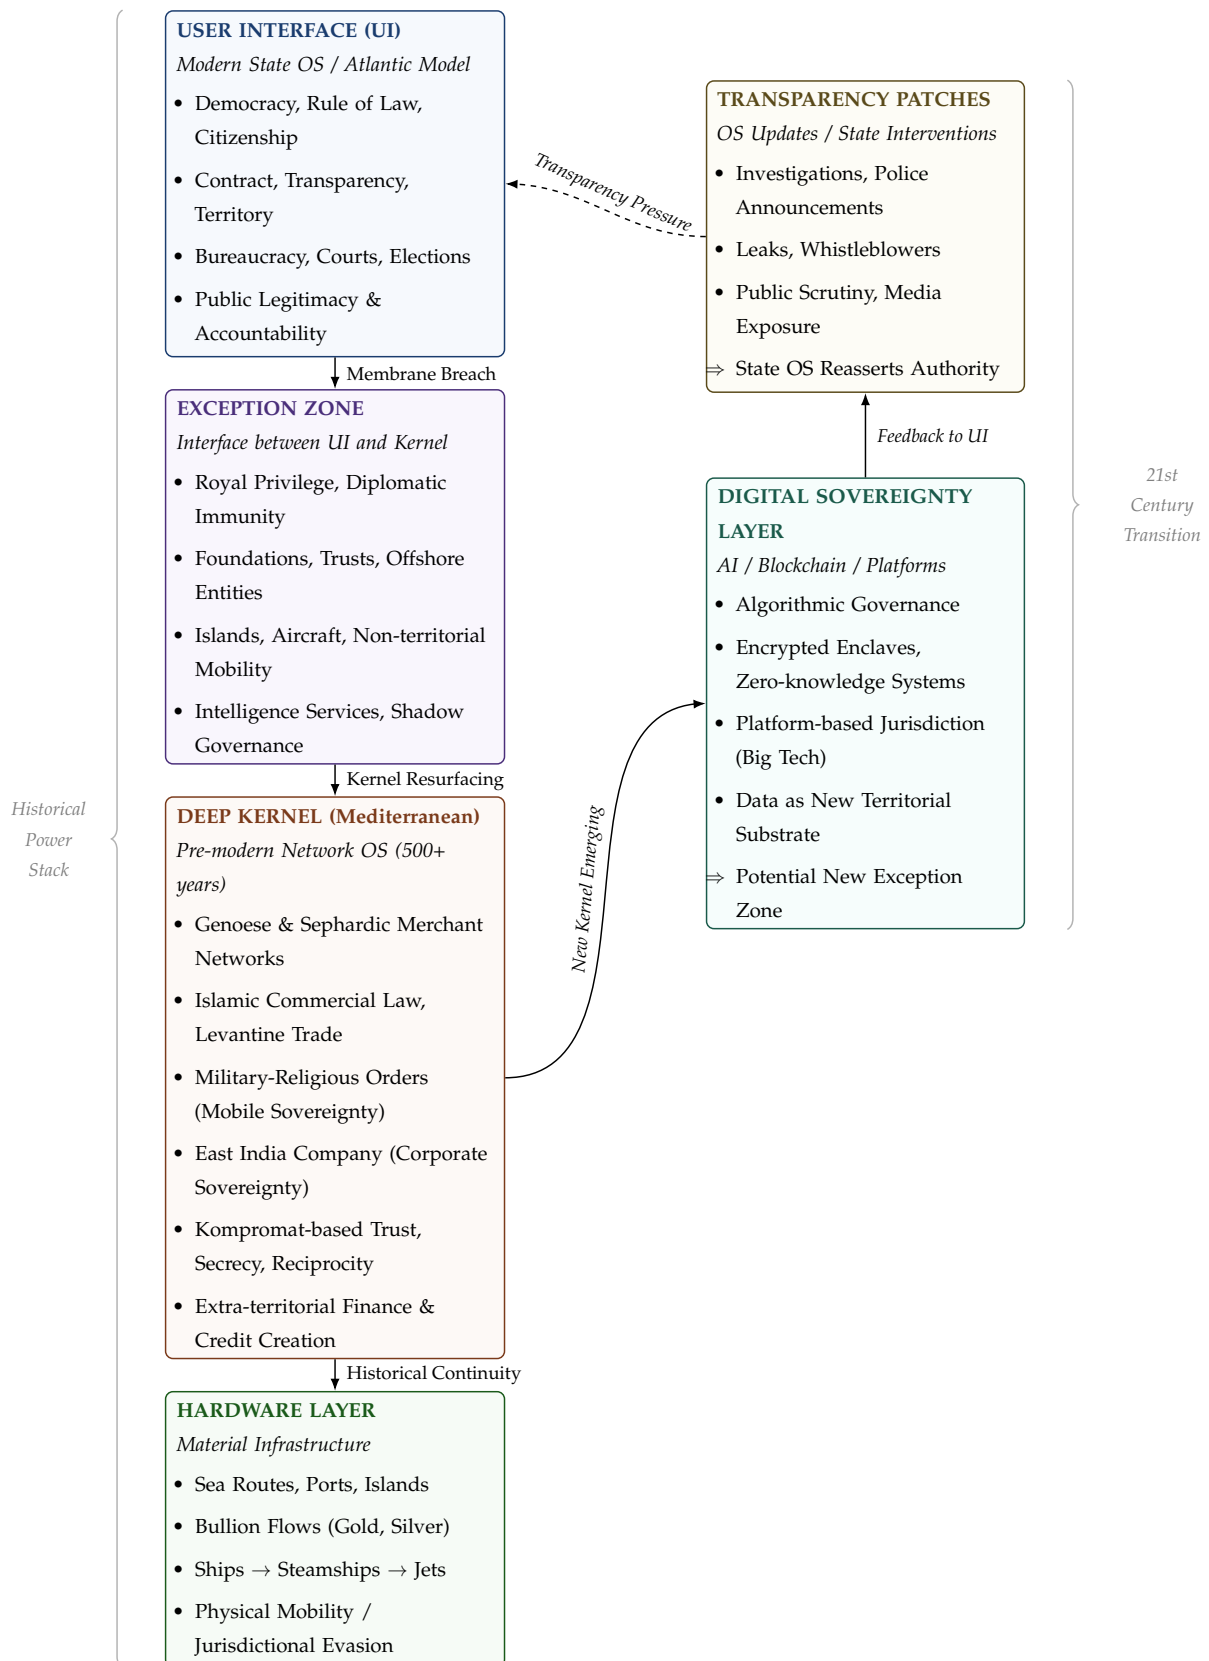 USER INTERFACE (UI)
Modern State OS / Atlantic Model
• Democracy, Rule of Law,
Citizenship
• Contract, Transparency,
Territory
• Bureaucracy, Courts, Elections
• Public Legitimacy &
Accountability
Membrane Breach
EXCEPTION ZONE
Interface between UI and Kernel
• Royal Privilege, Diplomatic
Immunity
• Foundations, Trusts, Offshore
Entities
• Islands, Aircraft, Non-territorial
Mobility
• Intelligence Services, Shadow
Governance
Kernel Resurfacing
DEEP KERNEL (Mediterranean)
Pre-modern Network OS (500+
years)
• Genoese & Sephardic Merchant
Networks
• Islamic Commercial Law,
Levantine Trade
• Military-Religious Orders
(Mobile Sovereignty)
• East India Company (Corporate
Sovereignty)
• Kompromat-based Trust,
Secrecy, Reciprocity
• Extra-territorial Finance &
Credit Creation
Historical Continuity
HARDWARE LAYER
Material Infrastructure
• Sea Routes, Ports, Islands
• Bullion Flows (Gold, Silver)
• Ships → Steamships → Jets
• Physical Mobility /
Jurisdictional Evasion
Historical
Power
Stack
Transparency Pressure
New Kernel Emerging
TRANSPARENCY PATCHES
OS Updates / State Interventions
• Investigations, Police
Announcements
• Leaks, Whistleblowers
• Public Scrutiny, Media
Exposure
⇒ State OS Reasserts Authority
Feedback to UI
DIGITAL SOVEREIGNTY
LAYER
AI / Blockchain / Platforms
• Algorithmic Governance
• Encrypted Enclaves,
Zero-knowledge Systems
• Platform-based Jurisdiction
(Big Tech)
• Data as New Territorial
Substrate
⇒ Potential New Exception
Zone
21st
Century
Transition